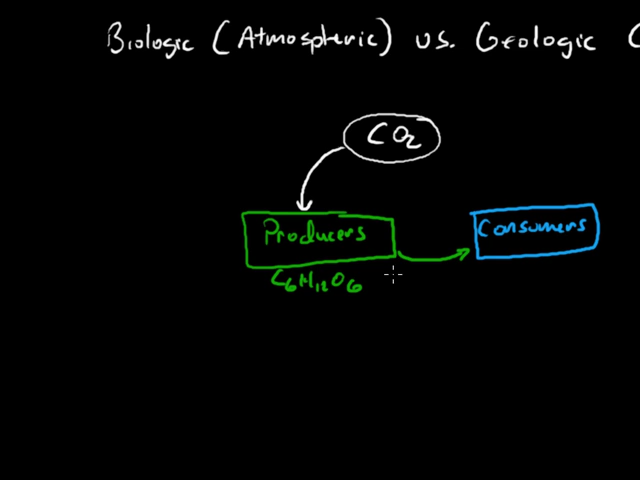 Biologic (Atmospheric) vs. Geologic (
CO2
Producers
Consumers
C6H12O6